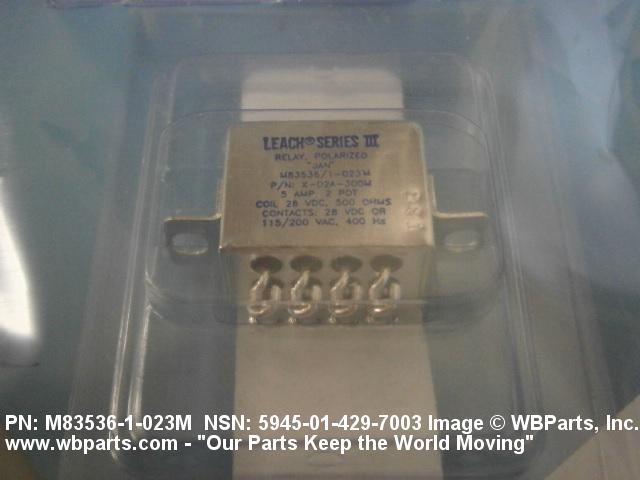 LEACH® SERIES III
RELAY, POLARIZED
"JAN"
M83536/1-023M
P/N: X-D2A-300M
5 AMP 2 PDT
COIL 28 VDC, 500 OHMS
CONTACTS: 28 VDC OR
115/200 VAC, 400 Hz
PN: M83536-1-023M NSN: 5945-01-429-7003 Image © WBParts, Inc.
www.wbparts.com - "Our Parts Keep the World Moving"